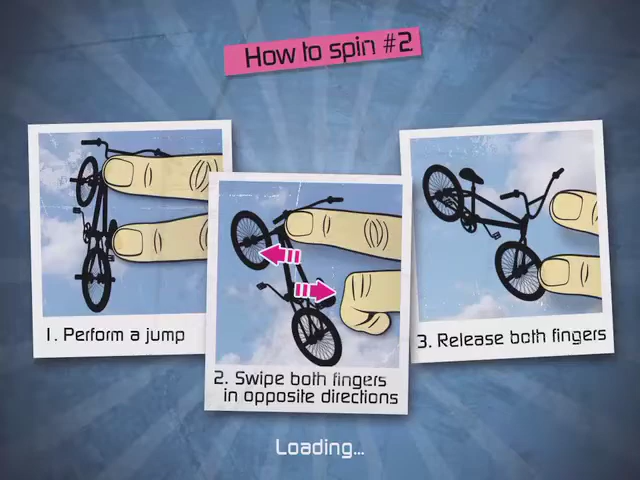 How to spin #2
1. Perform a jump
2. Swipe both fingers
in opposite directions
3. Release both fingers
Loading...